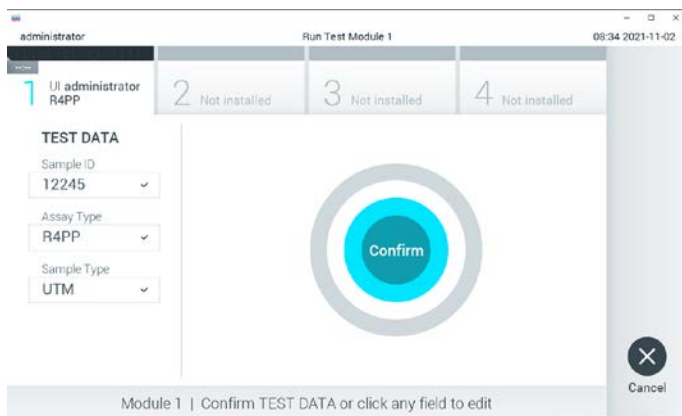 administrator Run Test Module 1 08:34 2021-11-02
1 UI administrator
R4PP
2 Not installed
3 Not installed
4 Not installed
TEST DATA
Sample ID
12245
Assay Type
R4PP
Sample Type
UTM
Confirm
Cancel
Module 1 | Confirm TEST DATA or click any field to edit